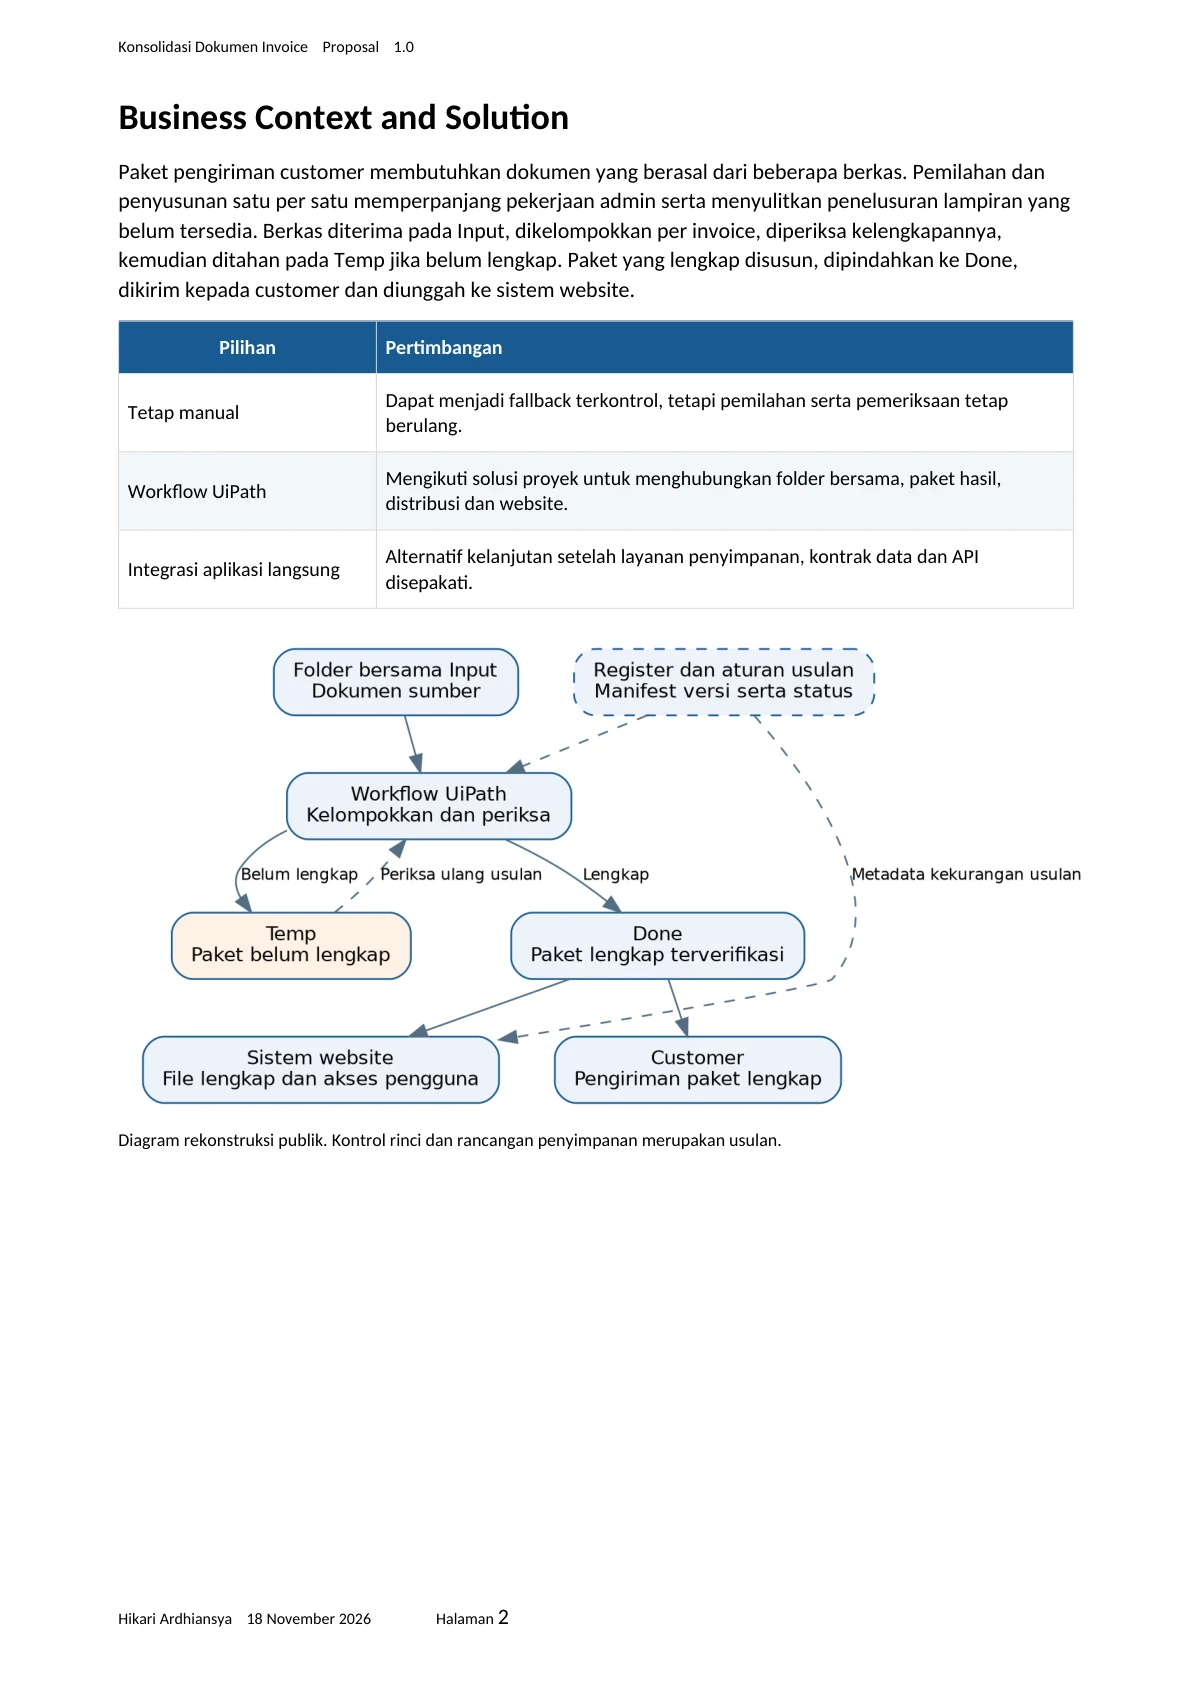 Konsolidasi Dokumen Invoice Proposal 1.0
Business Context and Solution
Paket pengiriman customer membutuhkan dokumen yang berasal dari beberapa berkas. Pemilahan dan
penyusunan satu per satu memperpanjang pekerjaan admin serta menyulitkan penelusuran lampiran yang
belum tersedia. Berkas diterima pada Input, dikelompokkan per invoice, diperiksa kelengkapannya,
kemudian ditahan pada Temp jika belum lengkap. Paket yang lengkap disusun, dipindahkan ke Done,
dikirim kepada customer dan diunggah ke sistem website.
Pilihan Pertimbangan
Tetap manual
Dapat menjadi fallback terkontrol, tetapi pemilahan serta pemeriksaan tetap
berulang.
Workflow UiPath
Mengikuti solusi proyek untuk menghubungkan folder bersama, paket hasil,
distribusi dan website.
Integrasi aplikasi langsung
Alternatif kelanjutan setelah layanan penyimpanan, kontrak data dan API
disepakati.
Folder bersama Input
Dokumen sumber
Register dan aturan usulan
Manifest versi serta status
Workflow UiPath
Kelompokkan dan periksa
Belum lengkap
Periksa ulang usulan
Lengkap
Metadata kekurangan usulan
Temp
Paket belum lengkap
Done
Paket lengkap terverifikasi
Sistem website
File lengkap dan akses pengguna
Customer
Pengiriman paket lengkap
Diagram rekonstruksi publik. Kontrol rinci dan rancangan penyimpanan merupakan usulan.
Hikari Ardhiansya 18 November 2026 Halaman 2